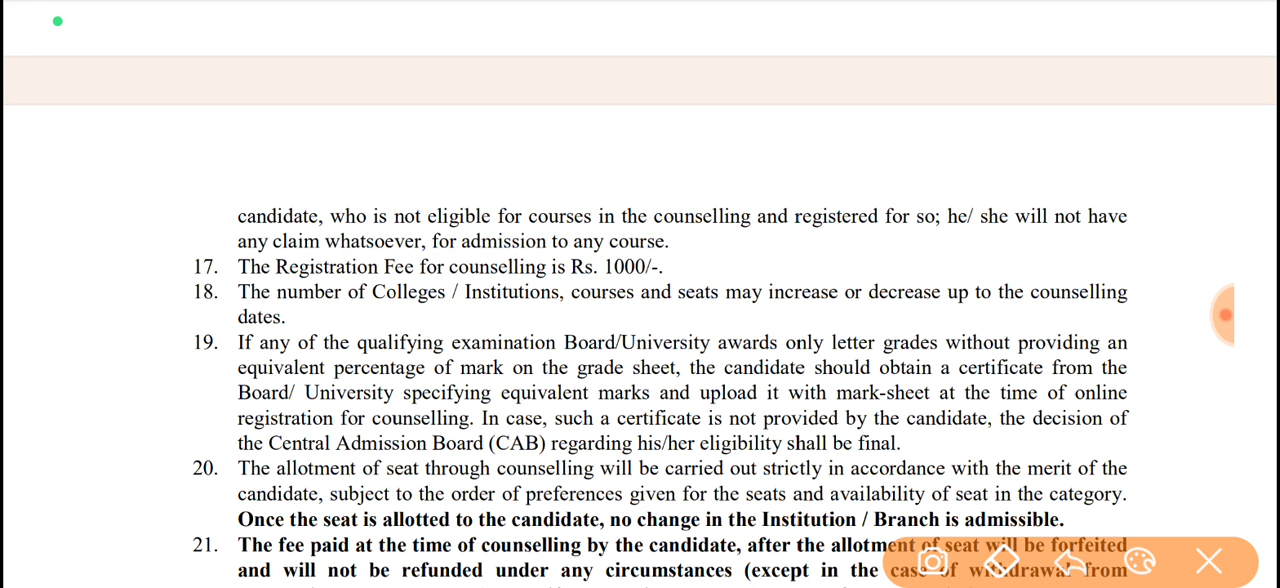 candidate, who is not eligible for courses in the counselling and registered for so; he/ she will not have
any claim whatsoever, for admission to any course.
17. The Registration Fee for counselling is Rs. 1000/-.
18. The number of Colleges / Institutions, courses and seats may increase or decrease up to the counselling
dates.
19. If any of the qualifying examination Board/University awards only letter grades without providing an
equivalent percentage of mark on the grade sheet, the candidate should obtain a certificate from the
Board/ University specifying equivalent marks and upload it with mark-sheet at the time of online
registration for counselling. In case, such a certificate is not provided by the candidate, the decision of
the Central Admission Board (CAB) regarding his/her eligibility shall be final.
20. The allotment of seat through counselling will be carried out strictly in accordance with the merit of the
candidate, subject to the order of preferences given for the seats and availability of seat in the category.
Once the seat is allotted to the candidate, no change in the Institution / Branch is admissible.
21. The fee paid at the time of counselling by the candidate, after the allotment of seat will be forfeited
and will not be refunded under any circumstances (except in the case of withdrawal from